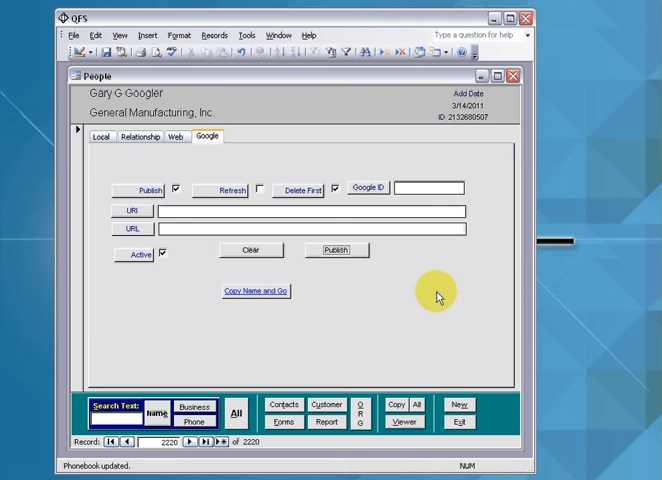 QFS
File Edit View Insert Format Records Tools Window Help
Type a question for help
People
Gary G Googler
General Manufacturing, Inc.
Add Date
3/14/2011
ID 2132680507
Local Relationship Web Google
Publish Refresh Delete First Google ID
URI
URL
Active Clear Publish
Copy Name and Go
Search Text: Name Business Phone All
Contacts Customer ORG Copy All New
Forms Report Viewer Exit
Record: 2220 of 2220
Phonebook updated. NUM